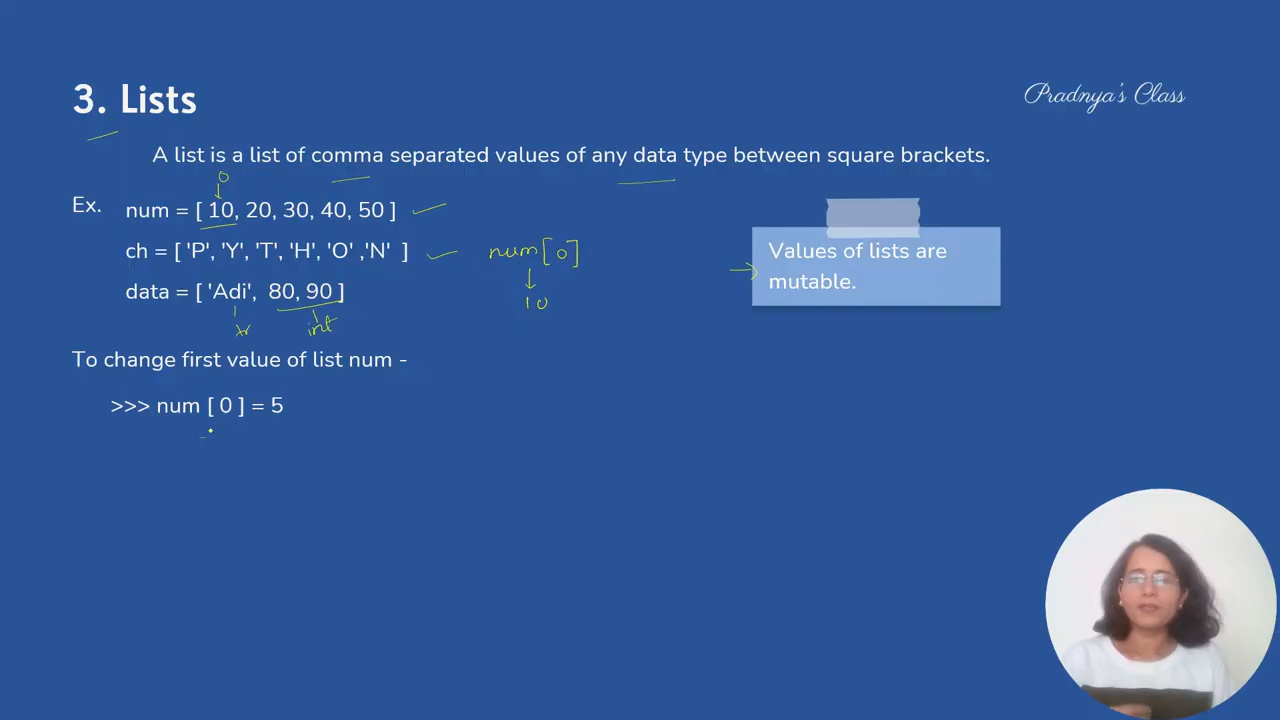 3. Lists
Pradnya's Class
A list is a list of comma separated values of any data type between square brackets.
0
Ex. num = [ 10, 20, 30, 40, 50 ]
ch = [ 'P', 'Y', 'T', 'H', 'O' ,'N' ]
data = [ 'Adi', 80, 90 ]
int
num[0]
10
Values of lists are
mutable.
To change first value of list num -
>>> num [ 0 ] = 5